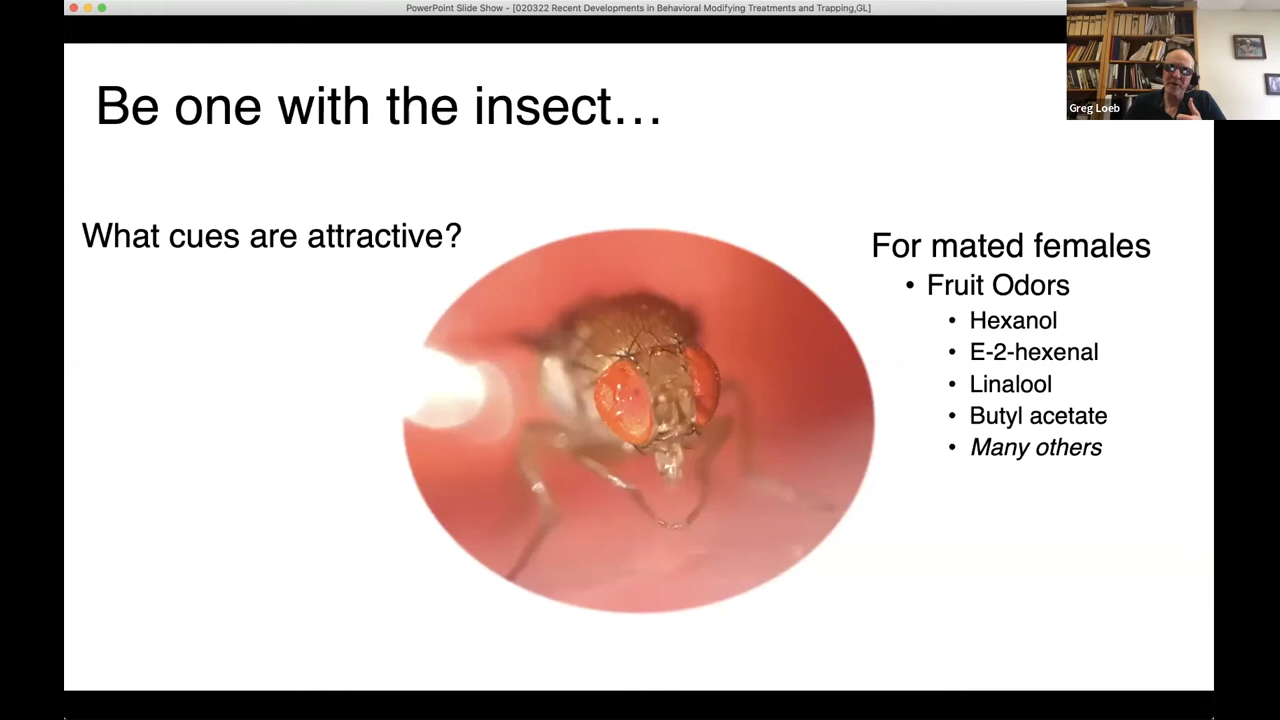 PowerPoint Slide Show - [020322 Recent Developments in Behavioral Modifying Treatments and Trapping,GL]
Greg Loeb
Be one with the insect…
What cues are attractive?
For mated females
• Fruit Odors
• Hexanol
• E-2-hexenal
• Linalool
• Butyl acetate
• Many others